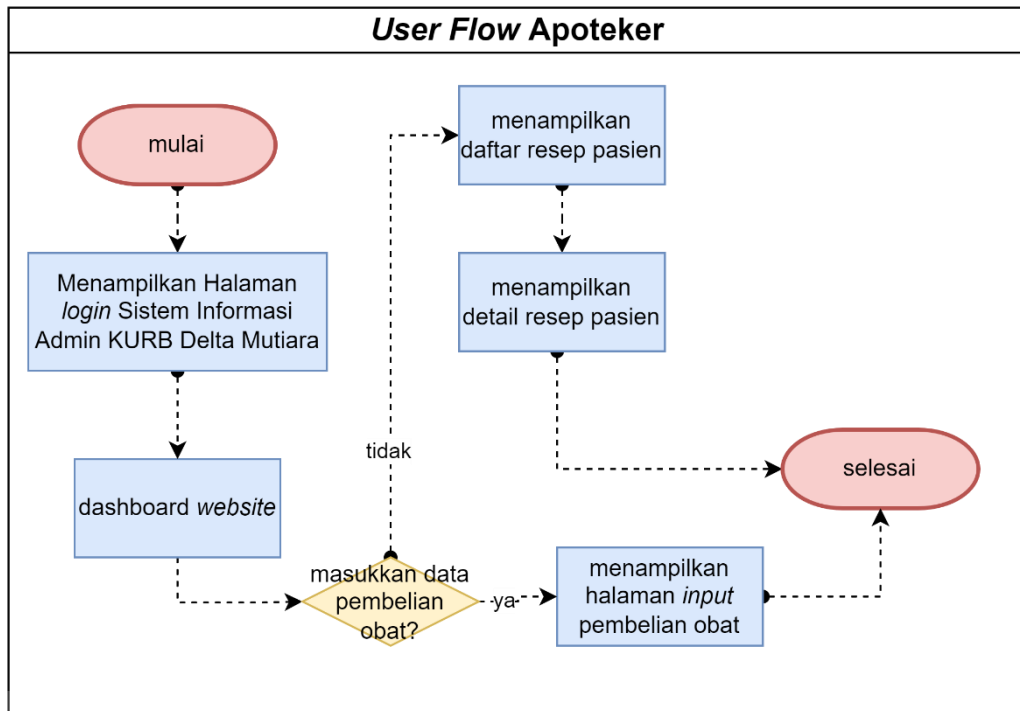 User Flow Apoteker
mulai
Menampilkan Halaman
login Sistem Informasi
Admin KURB Delta Mutiara
dashboard website
masukkan data
pembelian
obat?
tidak
menampilkan
daftar resep pasien
menampilkan
detail resep pasien
ya
menampilkan
halaman input
pembelian obat
selesai